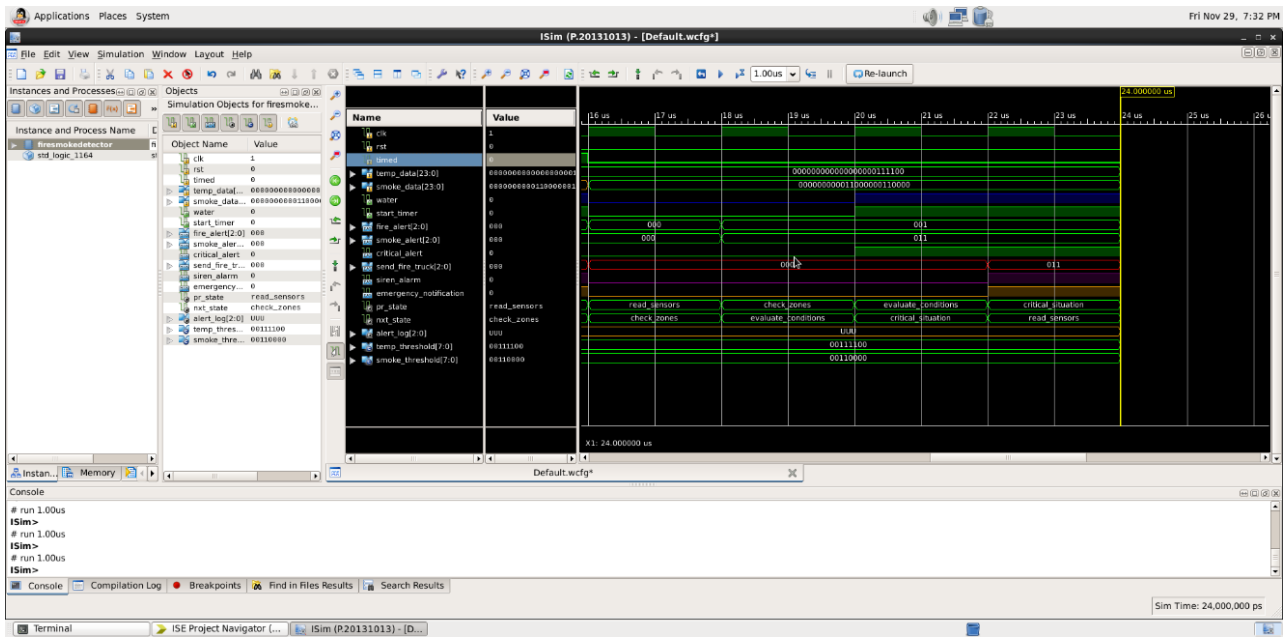 Applications Places System Fri Nov 29, 7:32 PM
ISim (P.20131013) - [Default.wcfg*]
File Edit View Simulation Window Layout Help
1.00us Re-launch
Instances and Processes
Instance and Process Name
firesmokedetector
std_logic_1164
Objects
Simulation Objects for firesmoke...
Object Name Value
clk 1
rst 0
timed 0
temp_data[...
smoke_data...
water 0
start_timer 0
fire_alert[2:0] 000
smoke_aler... 000
critical_alert 0
send_fire_tr... 000
siren_alarm 0
emergency... 0
pr_state read_sensors
nxt_state check_zones
alert_log[2:0] UUU
temp_thres... 00111100
smoke_thre... 00110000
Name Value
clk 1
rst 0
timed 0
temp_data[23:0]
smoke_data[23:0]
water 0
start_timer 0
fire_alert[2:0] 000
smoke_alert[2:0] 000
critical_alert 0
send_fire_truck[2:0] 000
siren_alarm 0
emergency_notification 0
pr_state read_sensors
nxt_state check_zones
alert_log[2:0] UUU
temp_threshold[7:0] 00111100
smoke_threshold[7:0] 00110000
24.000000 us
16 us 17 us 18 us 19 us 20 us 21 us 22 us 23 us 24 us 25 us 26 u
000000000000000000111100
000000000011000000110000
000 001
000 011
000 011
read_sensors check_zones evaluate_conditions critical_situation
check_zones evaluate_conditions critical_situation read_sensors
UUU
00111100
00110000
X1: 24.000000 us
Instan... Memory
Default.wcfg*
Console
# run 1.00us
ISim>
# run 1.00us
ISim>
# run 1.00us
ISim>
Console Compilation Log Breakpoints Find in Files Results Search Results
Sim Time: 24,000,000 ps
Terminal ISE Project Navigator (... ISim (P.20131013) - [D...